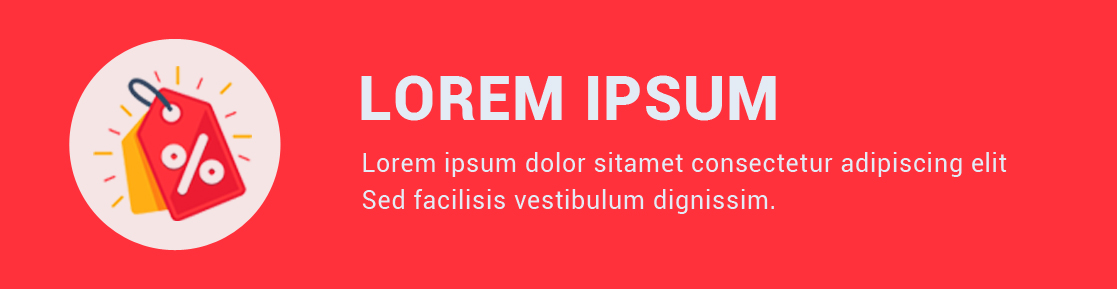 LOREM IPSUM
Lorem ipsum dolor sitamet consectetur adipiscing elit
Sed facilisis vestibulum dignissim.
%